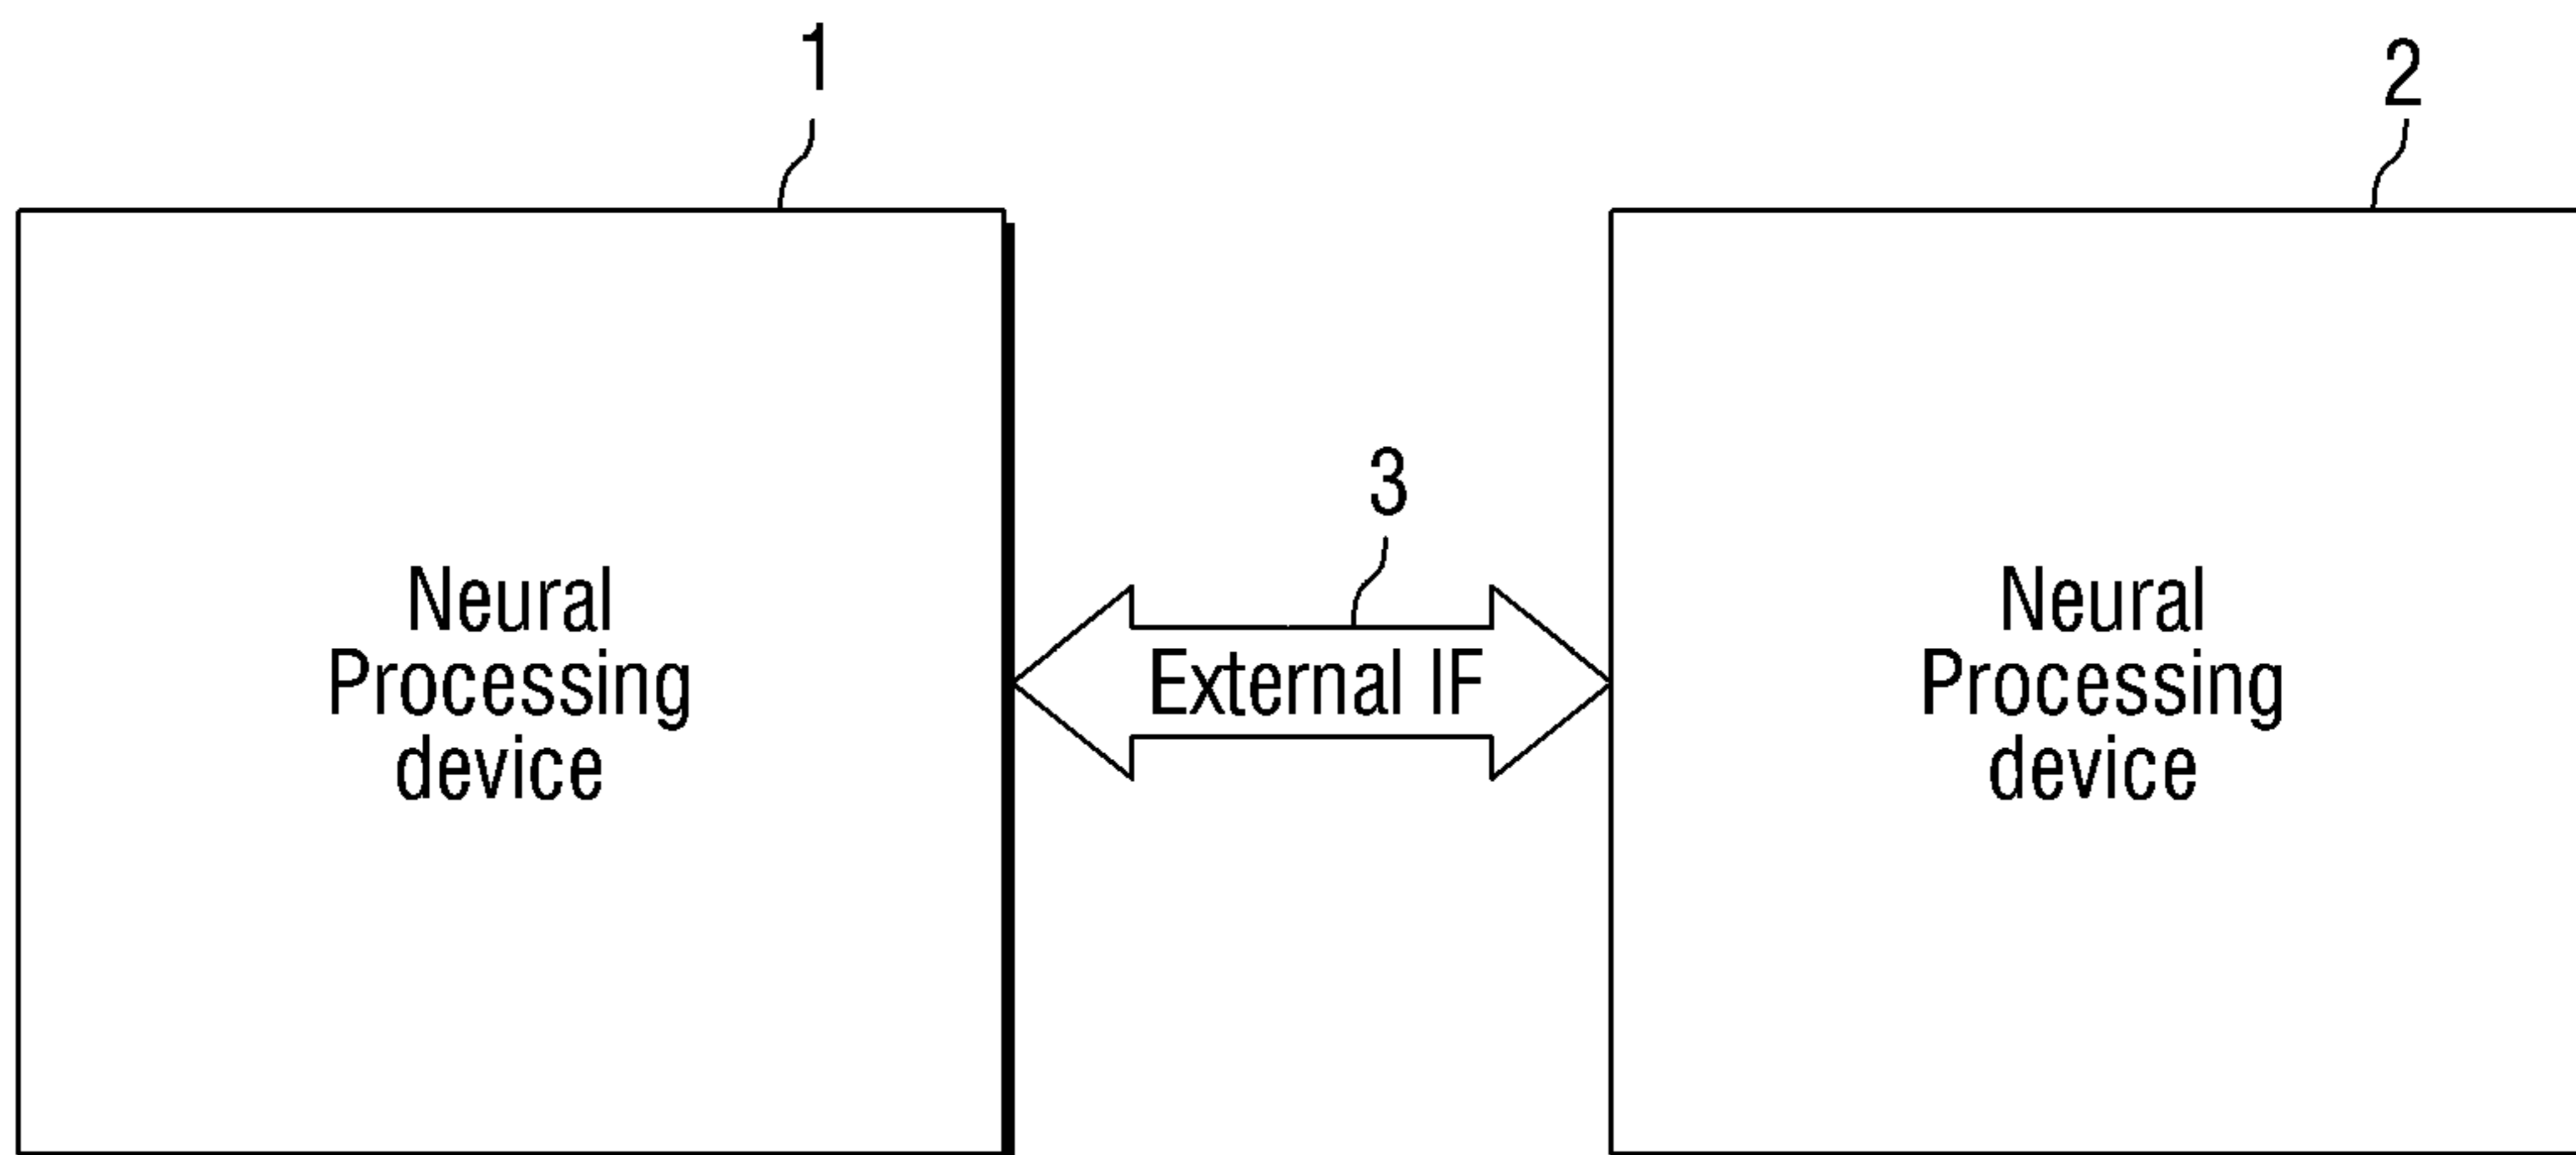 1
2
3
Neural
Processing
device
External IF
Neural
Processing
device